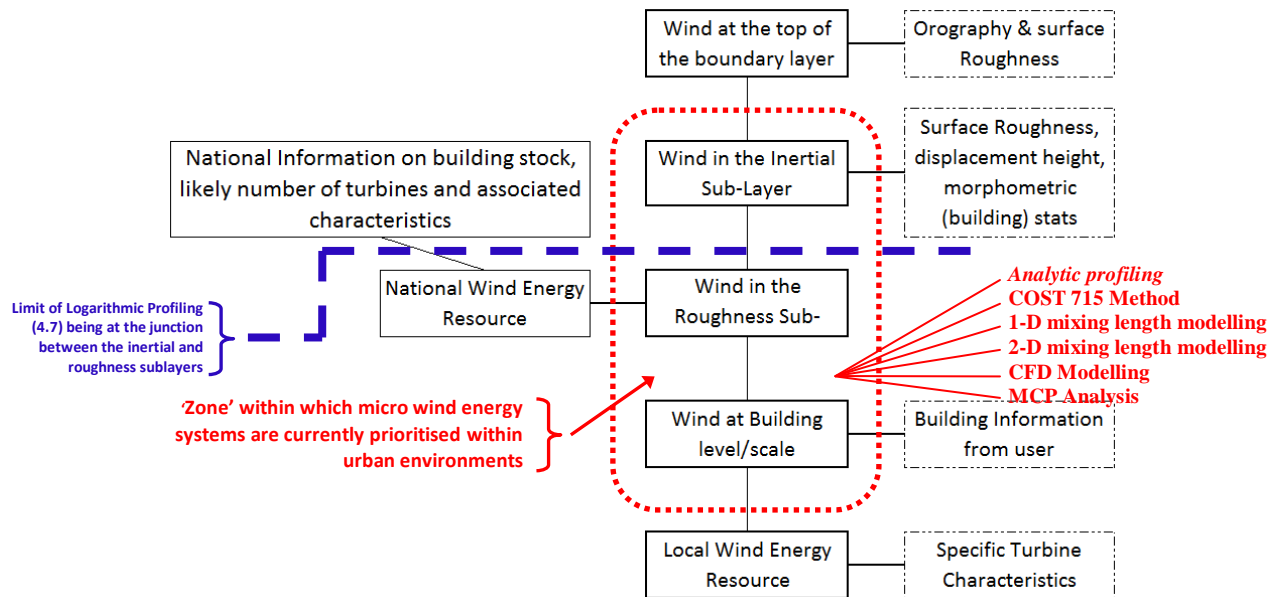 Wind at the top of
the boundary layer
Orography & surface
Roughness
National Information on building stock,
likely number of turbines and associated
characteristics
Wind in the Inertial
Sub-Layer
Surface Roughness,
displacement height,
morphometric
(building) stats
National Wind Energy
Resource
Wind in the
Roughness Sub-
Limit of Logarithmic Profiling
(4.7) being at the junction
between the inertial and
roughness sublayers
Analytic profiling
COST 715 Method
1-D mixing length modelling
2-D mixing length modelling
CFD Modelling
MCP Analysis
'Zone' within which micro wind energy
systems are currently prioritised within
urban environments
Wind at Building
level/scale
Building Information
from user
Local Wind Energy
Resource
Specific Turbine
Characteristics